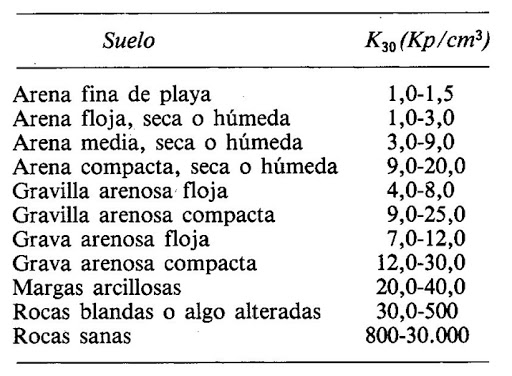 Suelo K30 (Kp/cm³)
Arena fina de playa 1,0-1,5
Arena floja, seca o húmeda 1,0-3,0
Arena media, seca o húmeda 3,0-9,0
Arena compacta, seca o húmeda 9,0-20,0
Gravilla arenosa floja 4,0-8,0
Gravilla arenosa compacta 9,0-25,0
Grava arenosa floja 7,0-12,0
Grava arenosa compacta 12,0-30,0
Margas arcillosas 20,0-40,0
Rocas blandas o algo alteradas 30,0-500
Rocas sanas 800-30.000